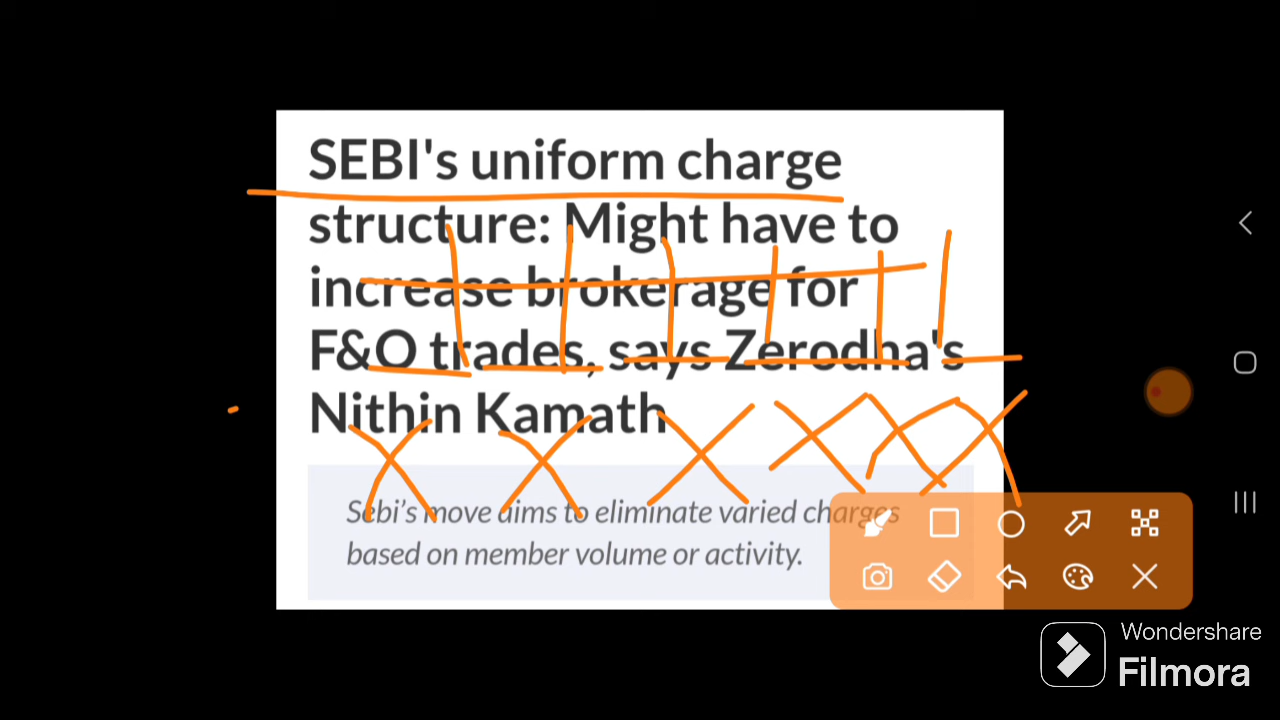 SEBI's uniform charge
structure: Might have to
increase brokerage for
F&O trades, says Zerodha's
Nithin Kamath
Sebi's move aims to eliminate varied charges
based on member volume or activity.
Wondershare
Filmora